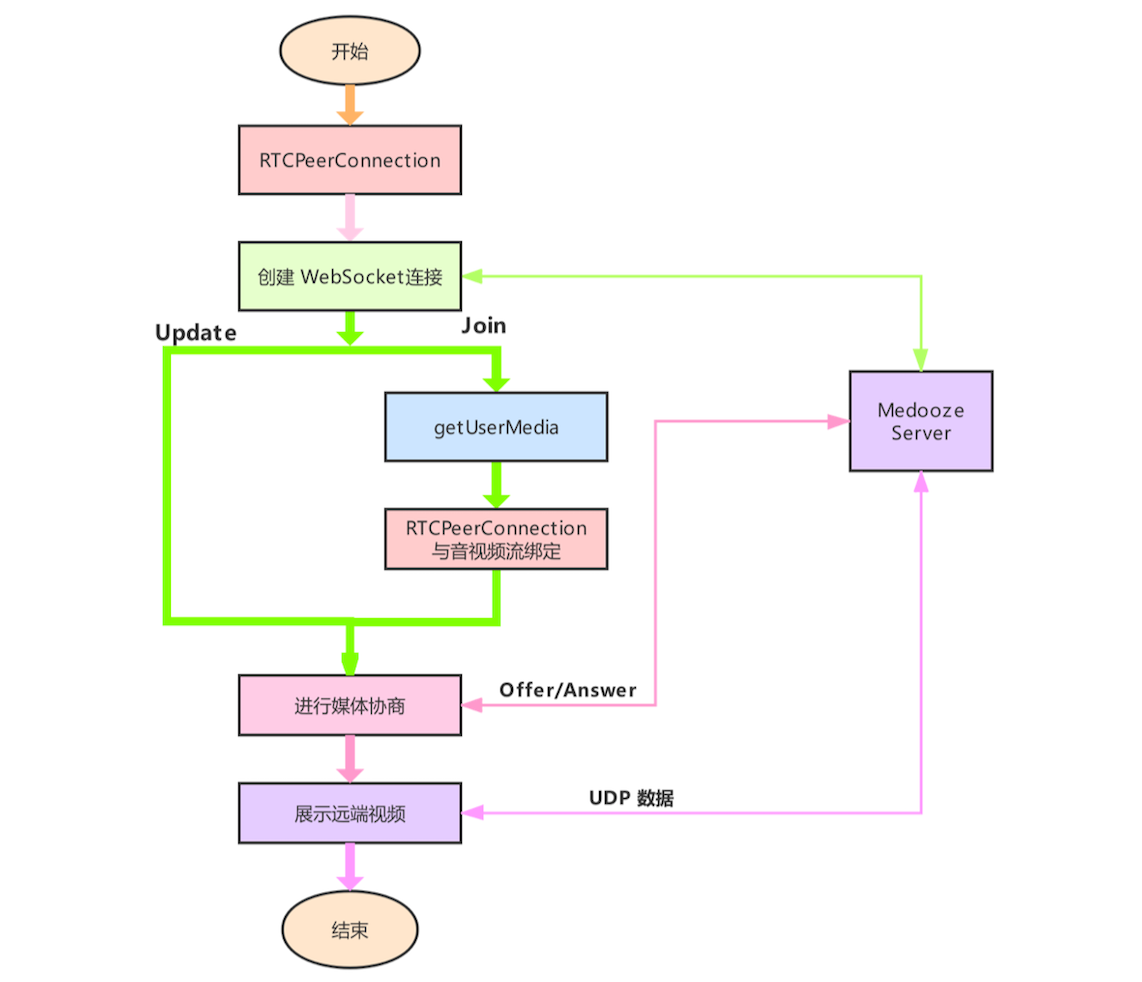 开始
RTCPeerConnection
创建 WebSocket连接
Update
Join
getUserMedia
Medooze
Server
RTCPeerConnection
与音视频流绑定
Offer/Answer
进行媒体协商
UDP 数据
展示远端视频
结束